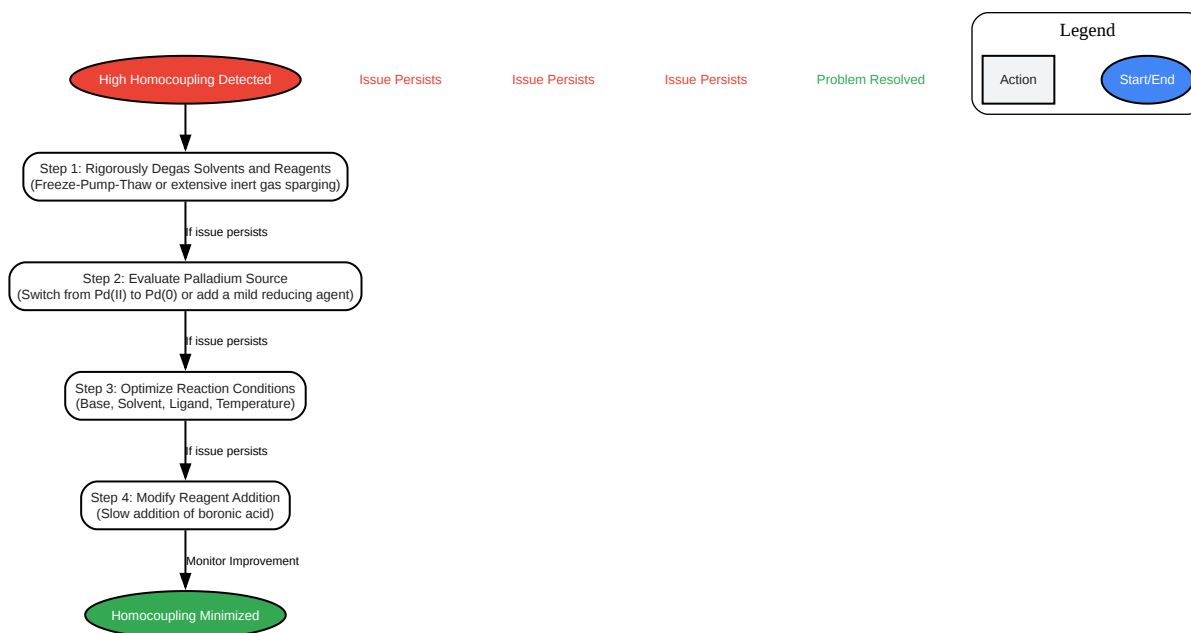 Legend
High Homocoupling Detected
Issue Persists
Issue Persists
Issue Persists
Problem Resolved
Action
Start/End
Step 1: Rigorously Degas Solvents and Reagents
(Freeze-Pump-Thaw or extensive inert gas sparging)
If issue persists
Step 2: Evaluate Palladium Source
(Switch from Pd(II) to Pd(0) or add a mild reducing agent)
If issue persists
Step 3: Optimize Reaction Conditions
(Base, Solvent, Ligand, Temperature)
If issue persists
Step 4: Modify Reagent Addition
(Slow addition of boronic acid)
Monitor Improvement
Homocoupling Minimized